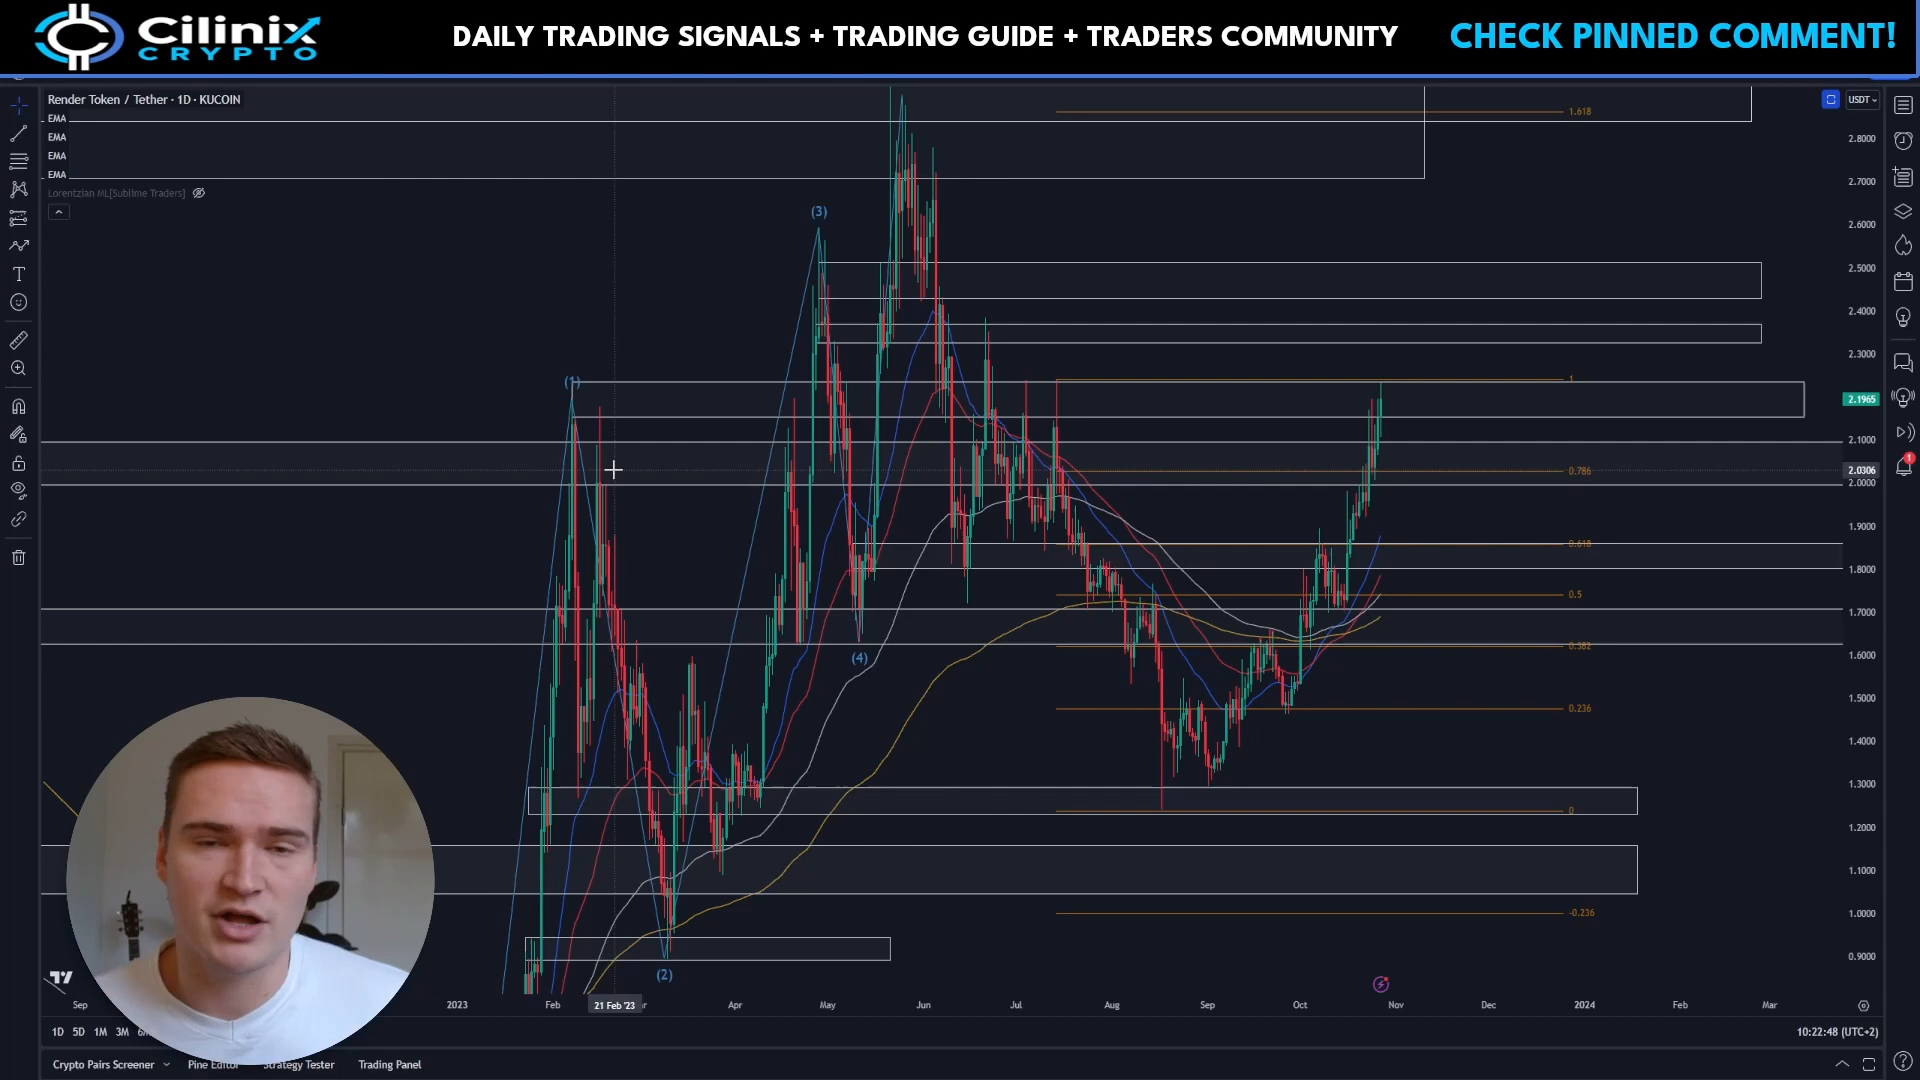 Cilinix
CRYPTO
DAILY TRADING SIGNALS + TRADING GUIDE + TRADERS COMMUNITY
CHECK PINNED COMMENT!
Render Token / Tether · 1D · KUCOIN
USDT
EMA
EMA
EMA
EMA
Lorentzian ML[Sublime Traders]
1.618
2.8000
2.7000
(3)
2.6000
2.5000
2.4000
2.3000
(1)
1
2.1965
2.1000
0.786
2.0306
2.0000
1.9000
0.618
1.8000
0.5
1.7000
0.382
(4)
1.6000
1.5000
0.236
1.4000
1.3000
0
1.2000
1.1000
-0.236
1.0000
0.9000
(2)
Sep
2023
Feb
21 Feb '23
Apr
May
Jun
Jul
Aug
Sep
Oct
Nov
Dec
2024
Feb
Mar
1D 5D 1M 3M
10:22:48 (UTC+2)
Crypto Pairs Screener
Pine Editor
Strategy Tester
Trading Panel
1